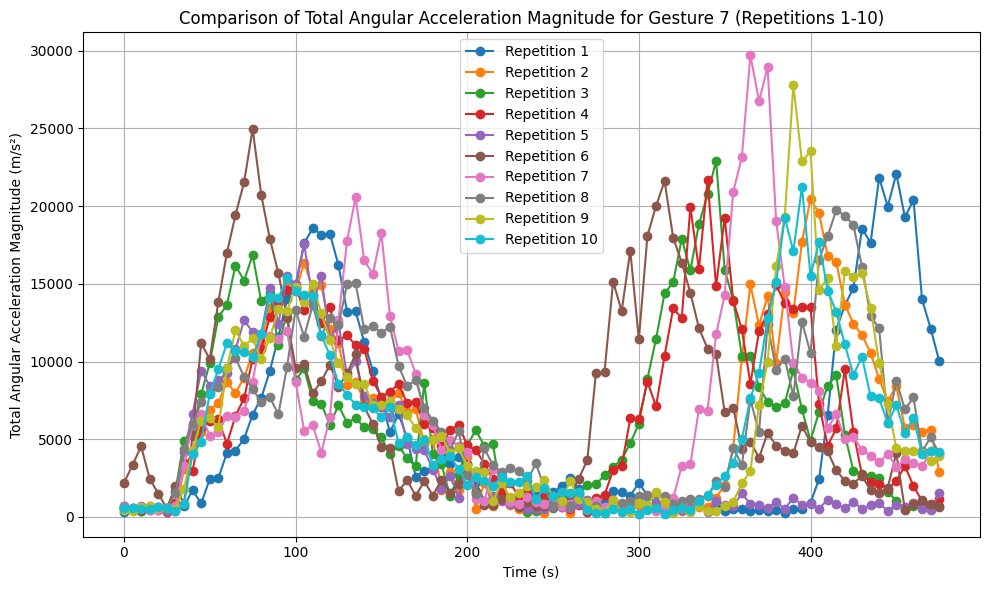 Comparison of Total Angular Acceleration Magnitude for Gesture 7 (Repetitions 1-10)
30000
25000
20000
15000
10000
5000
0
Total Angular Acceleration Magnitude (m/s²)
Repetition 1
Repetition 2
Repetition 3
Repetition 4
Repetition 5
Repetition 6
Repetition 7
Repetition 8
Repetition 9
Repetition 10
0
100
200
300
400
Time (s)